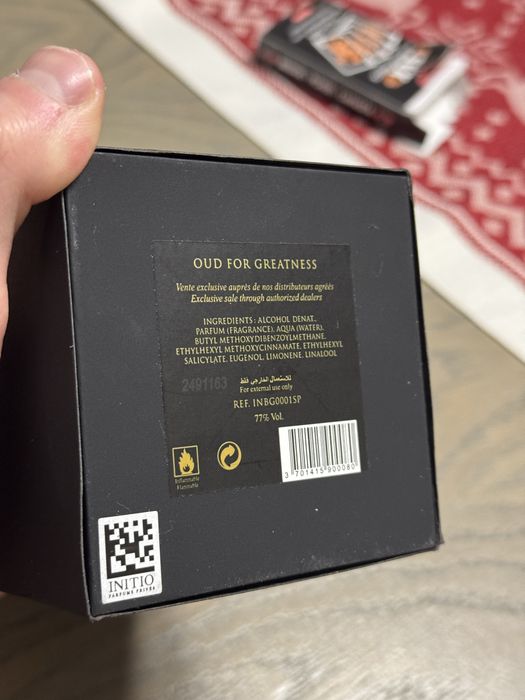 OUD FOR GREATNESS
Vente exclusive auprès de nos distributeurs agréés
Exclusive sale through authorized dealers
INGREDIENTS : ALCOHOL DENAT.,
PARFUM (FRAGRANCE), AQUA (WATER),
BUTYL METHOXYDIBENZOYLMETHANE,
ETHYLHEXYL METHOXYCINNAMATE, ETHYLHEXYL
SALICYLATE, EUGENOL, LIMONENE, LINALOOL
2491163
للاستعمال الخارجي فقط
For external use only
REF. INBG0001SP
77% Vol.
Inflammable
Flammable
3 701415 900080
INITIO
PARFUMS PRIVÉS